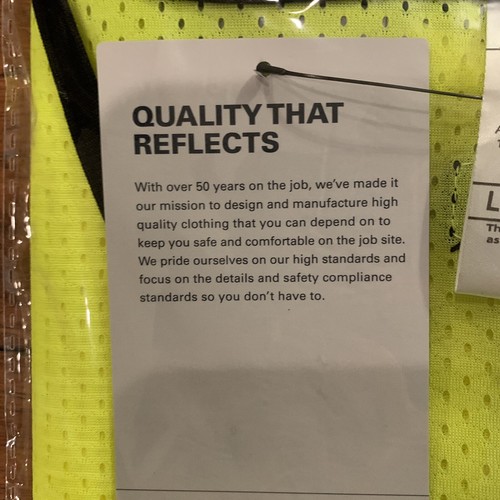 QUALITY THAT
REFLECTS
With over 50 years on the job, we've made it
our mission to design and manufacture high
quality clothing that you can depend on to
keep you safe and comfortable on the job site.
We pride ourselves on our high standards and
focus on the details and safety compliance
standards so you don't have to.
L
Th
as